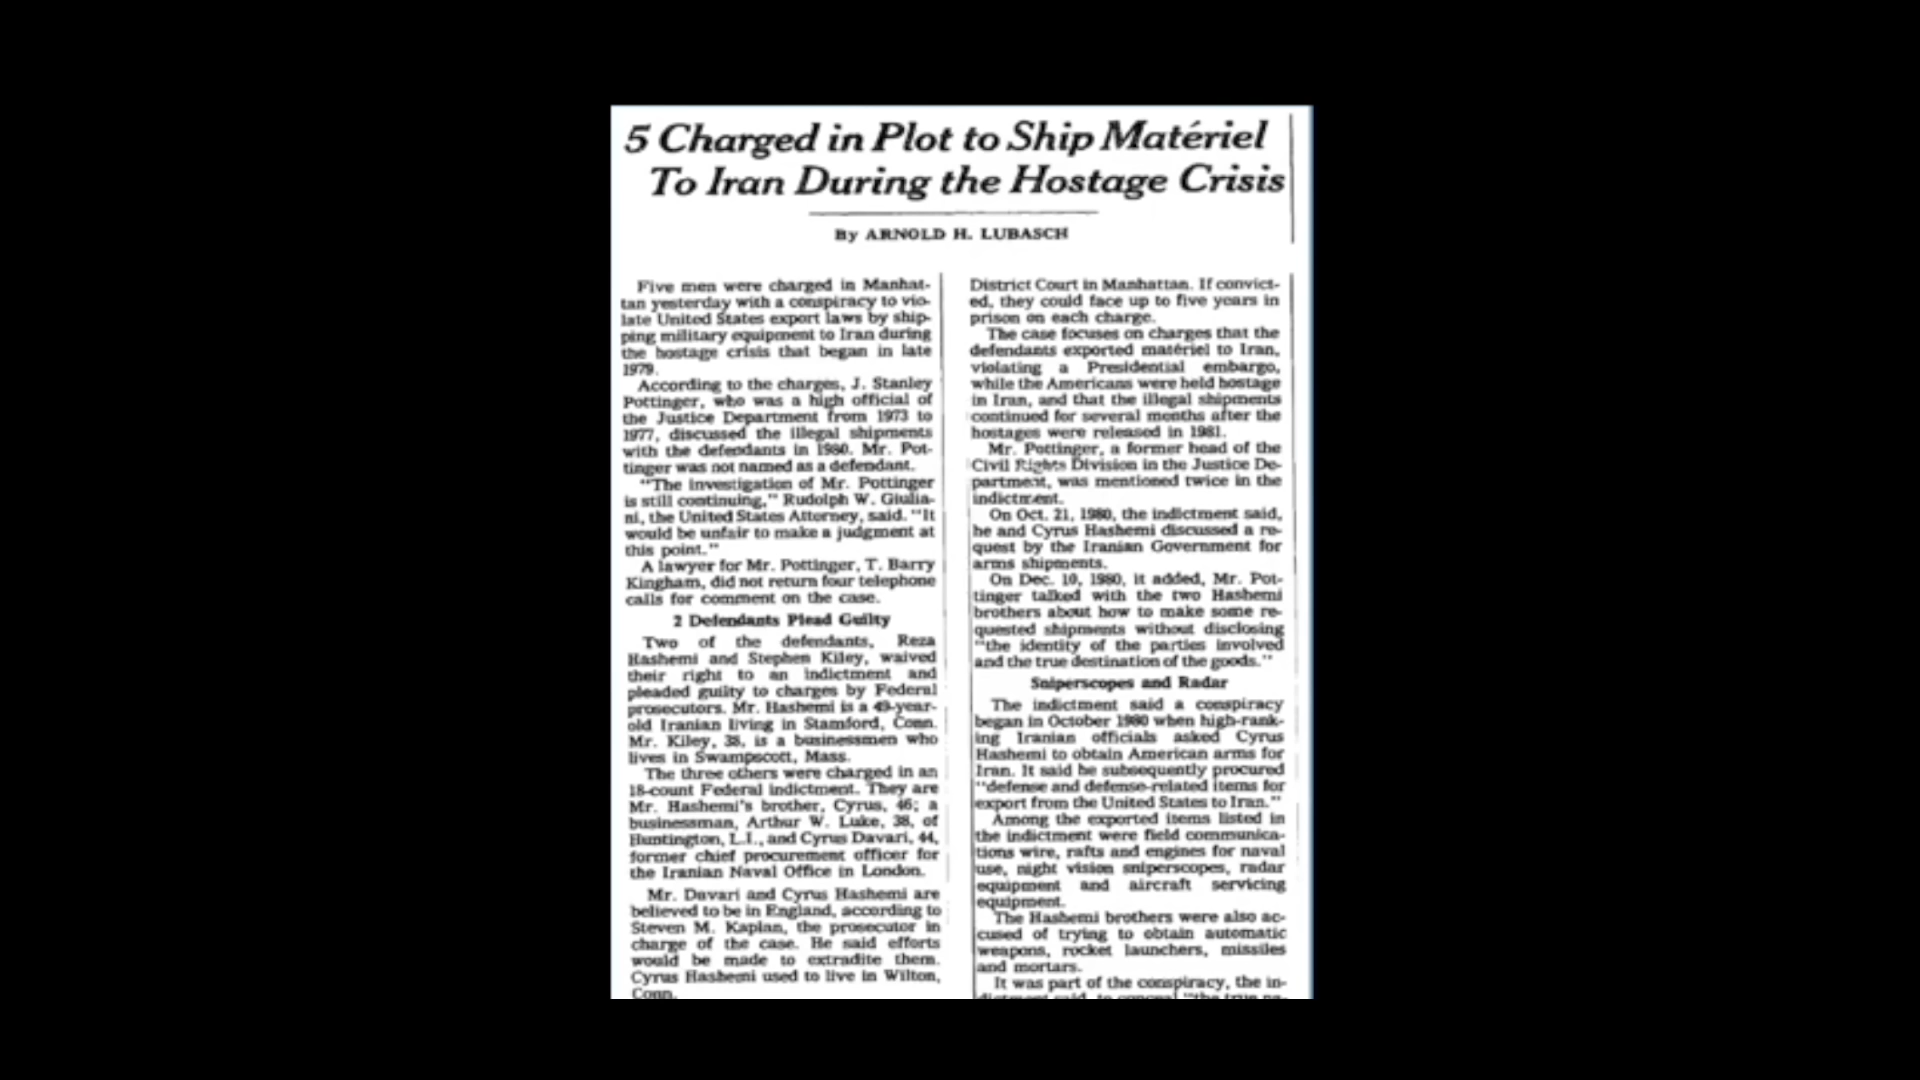 5 Charged in Plot to Ship Matériel
To Iran During the Hostage Crisis
By ARNOLD H. LUBASCH
Five men were charged in Manhat-
tan yesterday with a conspiracy to vio-
late United States export laws by ship-
ping military equipment to Iran during
the hostage crisis that began in late
1979.
According to the charges, J. Stanley
Pottinger, who was a high official of
the Justice Department from 1973 to
1977, discussed the illegal shipments
with the defendants in 1980. Mr. Pot-
tinger was not named as a defendant.
"The investigation of Mr. Pottinger
is still continuing," Rudolph W. Giulia-
ni, the United States Attorney, said. "It
would be unfair to make a judgment at
this point."
A lawyer for Mr. Pottinger, T. Barry
Kingham, did not return four telephone
calls for comment on the case.
2 Defendants Plead Guilty
Two of the defendants, Reza
Hashemi and Stephen Kiley, waived
their right to an indictment and
pleaded guilty to charges by Federal
prosecutors. Mr. Hashemi is a 49-year-
old Iranian living in Stamford, Conn.
Mr. Kiley, 38, is a businessmen who
lives in Swampscott, Mass.
The three others were charged in an
18-count Federal indictment. They are
Mr. Hashemi's brother, Cyrus, 46; a
businessman, Arthur W. Luke, 38, of
Huntington, L.I., and Cyrus Davari, 44,
former chief procurement officer for
the Iranian Naval Office in London.
Mr. Davari and Cyrus Hashemi are
believed to be in England, according to
Steven M. Kaplan, the prosecutor in
charge of the case. He said efforts
would be made to extradite them.
Cyrus Hashemi used to live in Wilton,
Conn.
District Court in Manhattan. If convict-
ed, they could face up to five years in
prison on each charge.
The case focuses on charges that the
defendants exported matériel to Iran,
violating a Presidential embargo,
while the Americans were held hostage
in Iran, and that the illegal shipments
continued for several months after the
hostages were released in 1981.
Mr. Pottinger, a former head of the
Civil Rights Division in the Justice De-
partment, was mentioned twice in the
indictment.
On Oct. 21, 1980, the indictment said,
he and Cyrus Hashemi discussed a re-
quest by the Iranian Government for
arms shipments.
On Dec. 10, 1980, it added, Mr. Pot-
tinger talked with the two Hashemi
brothers about how to make some re-
quested shipments without disclosing
"the identity of the parties involved
and the true destination of the goods."
Sniperscopes and Radar
The indictment said a conspiracy
began in October 1980 when high-rank-
ing Iranian officials asked Cyrus
Hashemi to obtain American arms for
Iran. It said he subsequently procured
"defense and defense-related items for
export from the United States to Iran."
Among the exported items listed in
the indictment were field communica-
tions wire, rafts and engines for naval
use, night vision sniperscopes, radar
equipment and aircraft servicing
equipment.
The Hashemi brothers were also ac-
cused of trying to obtain automatic
weapons, rocket launchers, missiles
and mortars.
It was part of the conspiracy, the in-
dictment said, to conceal "the true na-